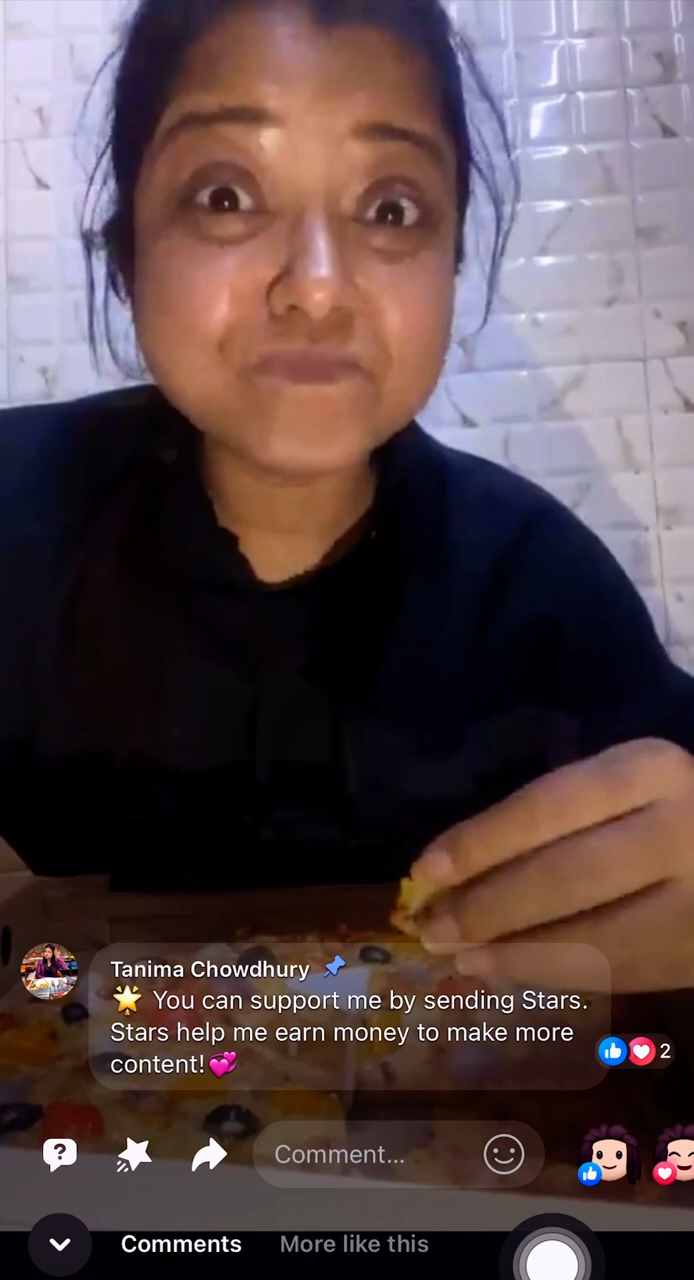 Tanima Chowdhury 📌
🌟 You can support me by sending Stars.
Stars help me earn money to make more
content!💞
2
Comment...
Comments More like this